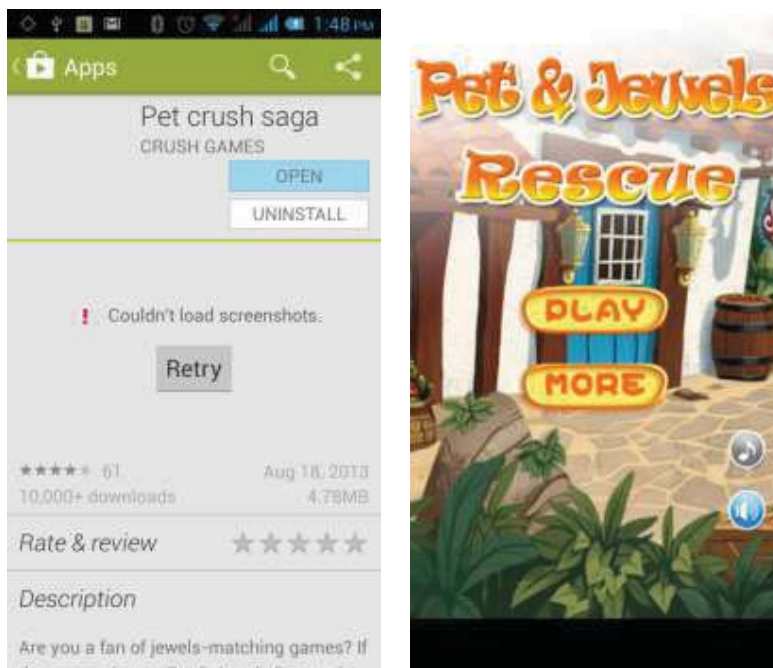 1:48 PM
Apps
Pet crush saga
CRUSH GAMES
OPEN
UNINSTALL
! Couldn't load screenshots.
Retry
61
Aug 18, 2013
10,000+ downloads
4.78MB
Rate & review
Description
Are you a fan of jewels-matching games? If
Pet & Jewels
Rescue
PLAY
MORE